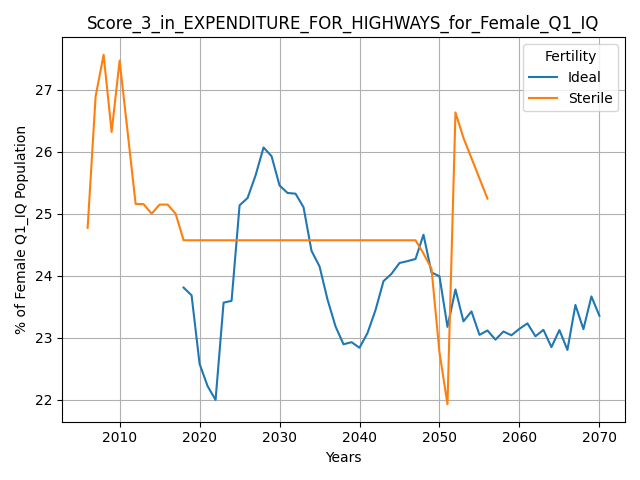 Score_3_in_EXPENDITURE_FOR_HIGHWAYS_for_Female_Q1_IQ
Fertility
Ideal
Sterile
% of Female Q1_IQ Population
27
26
25
24
23
22
2010 2020 2030 2040 2050 2060 2070
Years